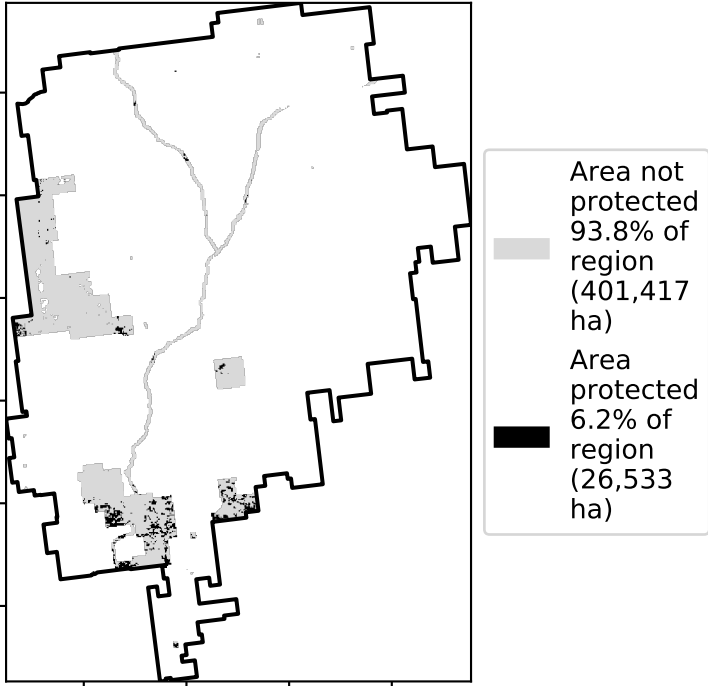 Area not
protected
93.8% of
region
(401,417
ha)
Area
protected
6.2% of
region
(26,533
ha)